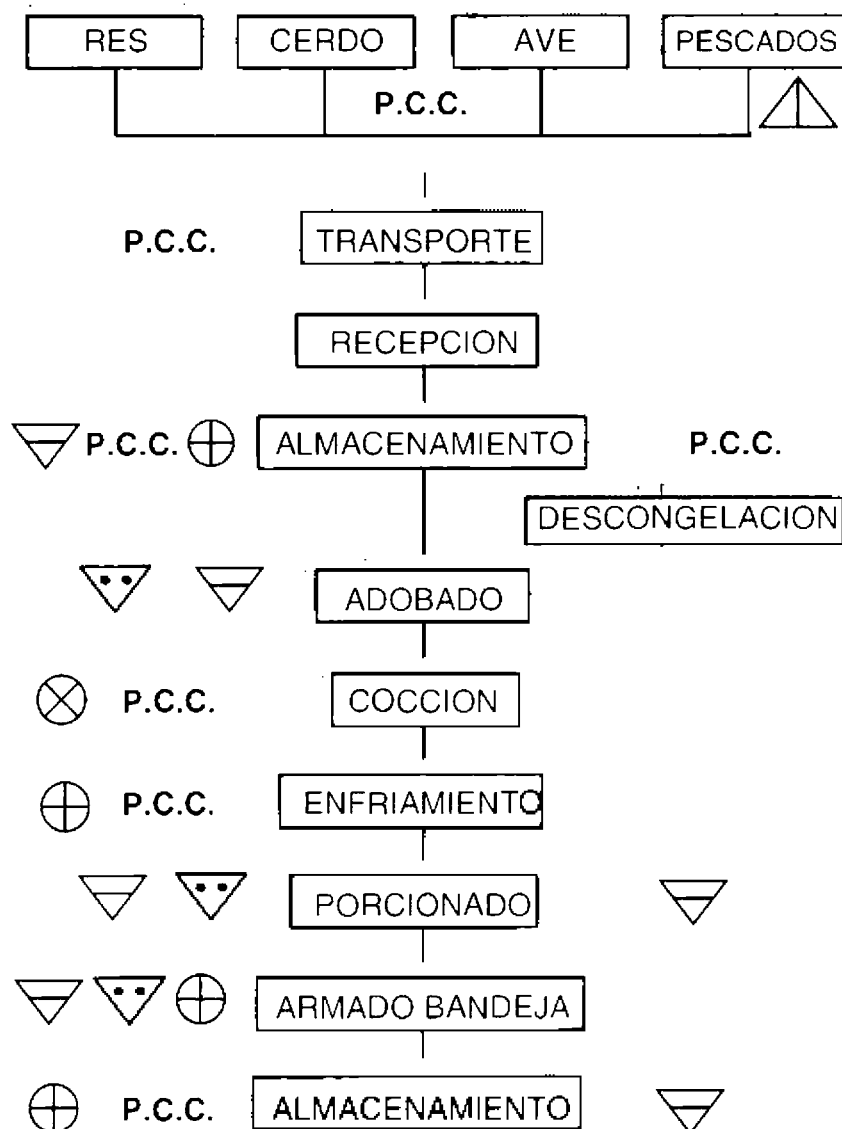 RES CERDO AVE PESCADOS
P.C.C.
P.C.C. TRANSPORTE
RECEPCION
P.C.C. ALMACENAMIENTO P.C.C.
DESCONGELACION
ADOBADO
P.C.C. COCCION
P.C.C. ENFRIAMIENTO
PORCIONADO
ARMADO BANDEJA
P.C.C. ALMACENAMIENTO